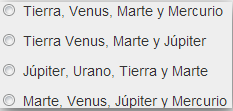 Tierra, Venus, Marte y Mercurio
Tierra Venus, Marte y Júpiter
Júpiter, Urano, Tierra y Marte
Marte, Venus, Júpiter y Mercurio